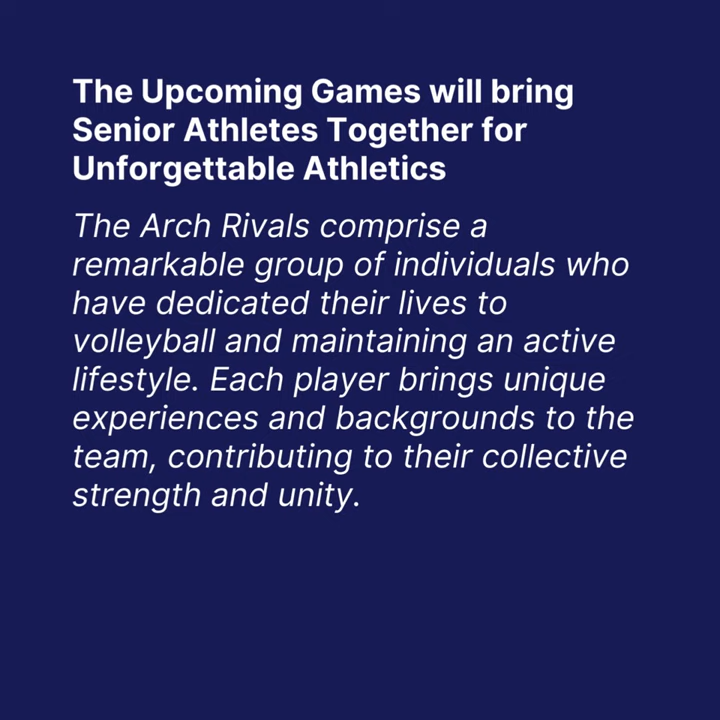 The Upcoming Games will bring
Senior Athletes Together for
Unforgettable Athletics
The Arch Rivals comprise a
remarkable group of individuals who
have dedicated their lives to
volleyball and maintaining an active
lifestyle. Each player brings unique
experiences and backgrounds to the
team, contributing to their collective
strength and unity.